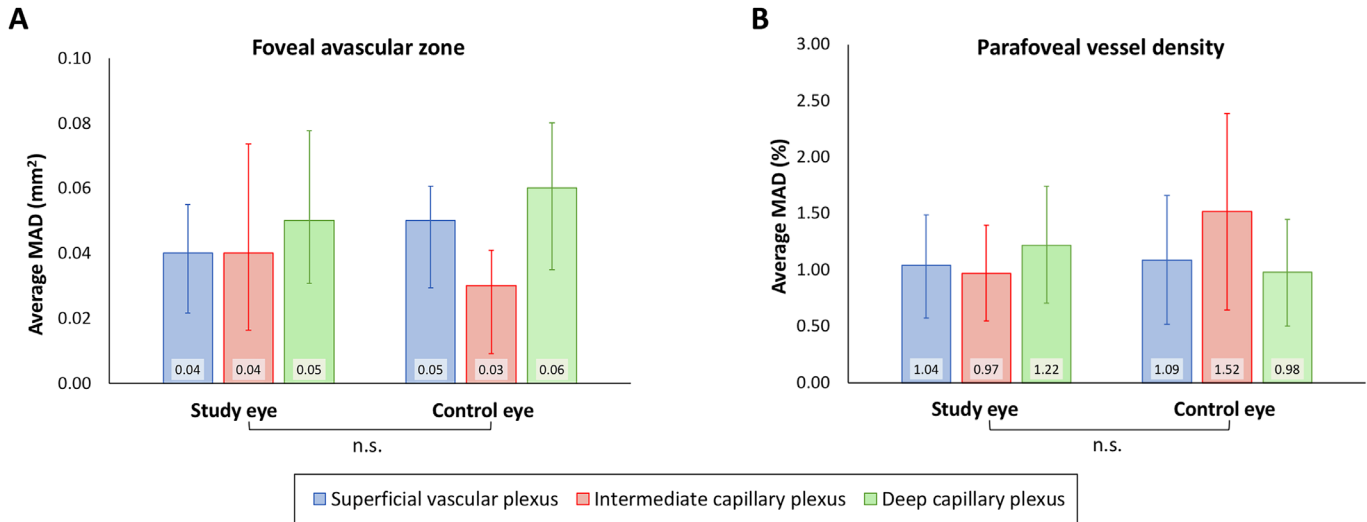 A
Foveal avascular zone
Average MAD (mm²)
0.10
0.08
0.06
0.04
0.02
0.00
0.04
0.04
0.05
0.05
0.03
0.06
Study eye
Control eye
n.s.
B
Parafoveal vessel density
Average MAD (%)
3.00
2.50
2.00
1.50
1.00
0.50
0.00
1.04
0.97
1.22
1.09
1.52
0.98
Study eye
Control eye
n.s.
Superficial vascular plexus
Intermediate capillary plexus
Deep capillary plexus